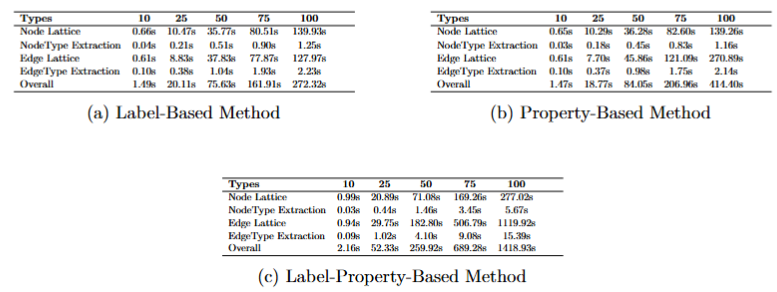 Types 10 25 50 75 100
Node Lattice 0.66s 10.47s 35.77s 80.51s 139.93s
NodeType Extraction 0.04s 0.21s 0.51s 0.90s 1.25s
Edge Lattice 0.61s 8.83s 37.83s 77.87s 127.97s
EdgeType Extraction 0.10s 0.38s 1.04s 1.93s 2.23s
Overall 1.49s 20.11s 75.63s 161.91s 272.32s
(a) Label-Based Method
Types 10 25 50 75 100
Node Lattice 0.65s 10.29s 36.28s 82.60s 139.26s
NodeType Extraction 0.03s 0.18s 0.45s 0.83s 1.16s
Edge Lattice 0.61s 7.70s 45.86s 121.09s 270.89s
EdgeType Extraction 0.10s 0.37s 0.98s 1.75s 2.14s
Overall 1.47s 18.77s 84.05s 206.96s 414.40s
(b) Property-Based Method
Types 10 25 50 75 100
Node Lattice 0.99s 20.89s 71.08s 169.26s 277.02s
NodeType Extraction 0.03s 0.44s 1.46s 3.45s 5.67s
Edge Lattice 0.94s 29.75s 182.80s 506.79s 1119.92s
EdgeType Extraction 0.09s 1.02s 4.10s 9.08s 15.39s
Overall 2.16s 52.33s 259.92s 689.28s 1418.93s
(c) Label-Property-Based Method